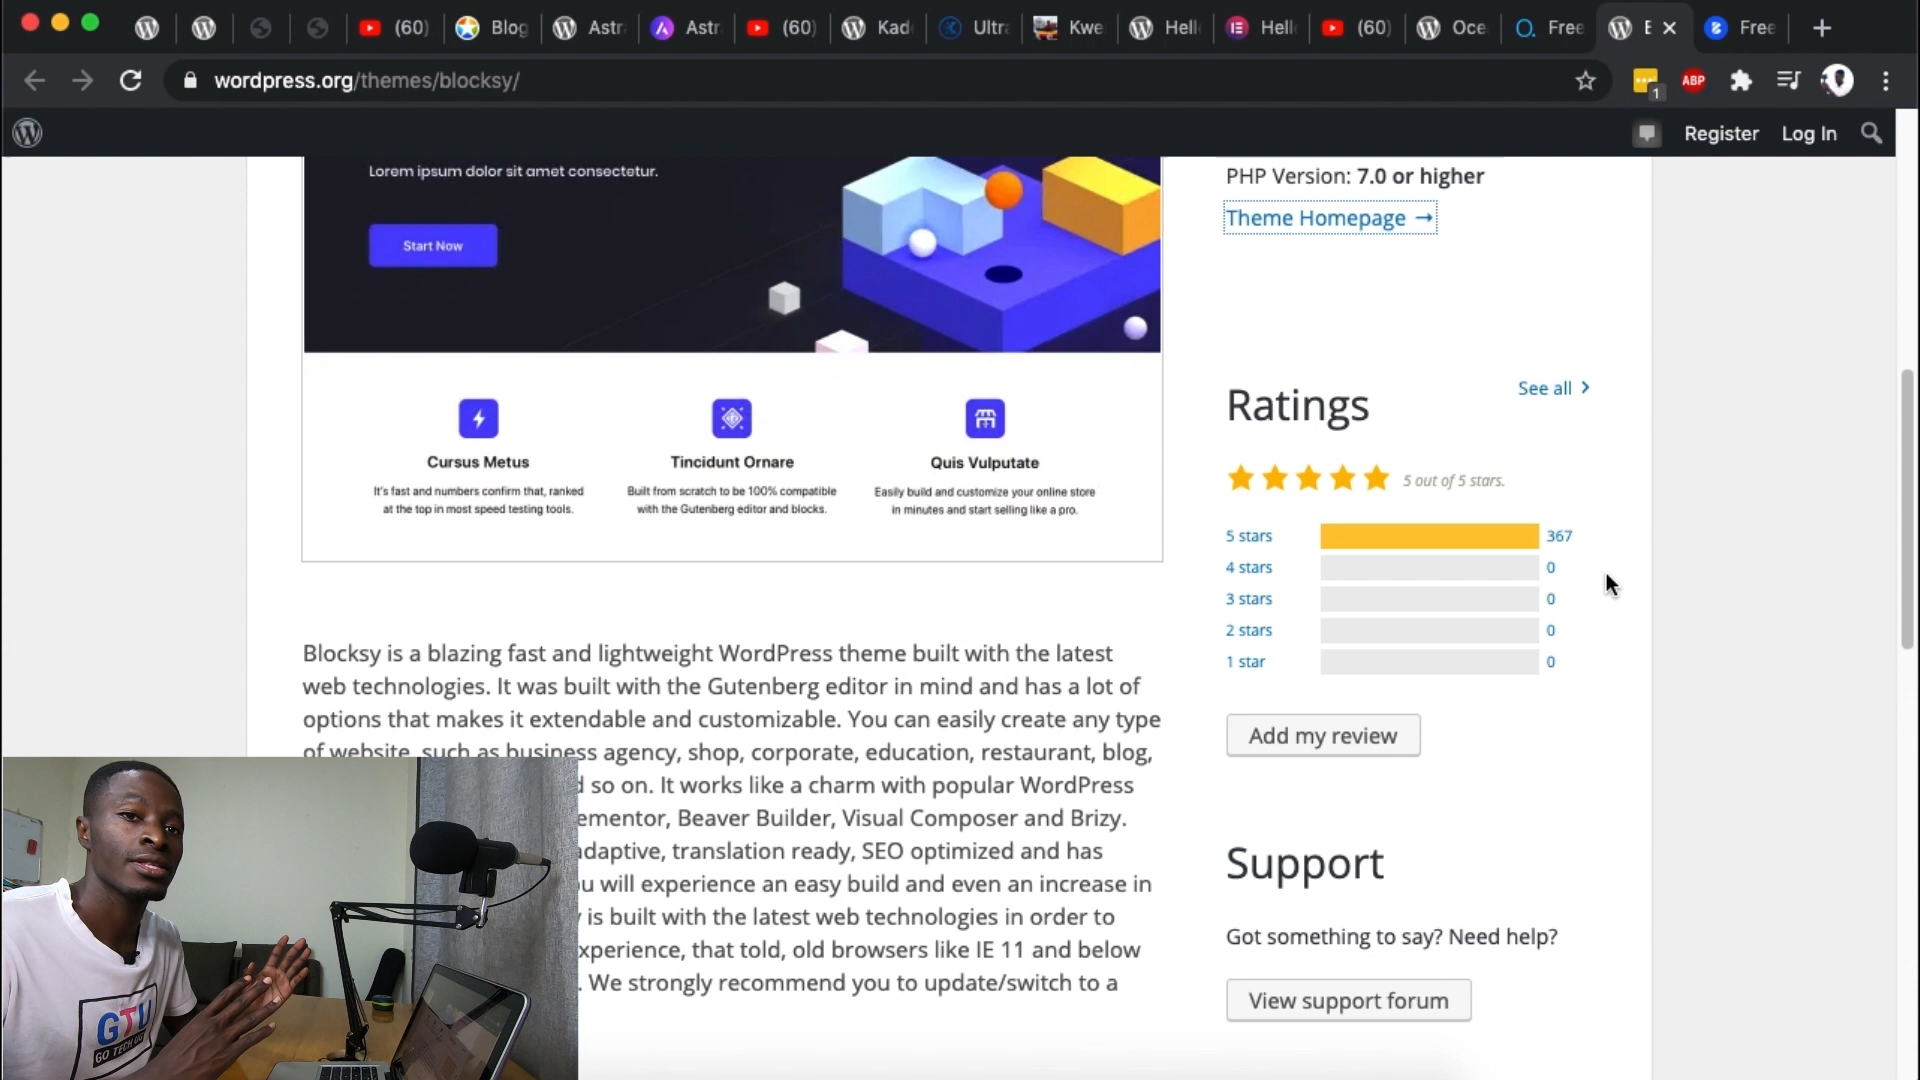 (60)
Blog
Astr
Astr
(60)
Kad
Ultr
Kwe
Hell
Hell
(60)
Oce
Free
Free
wordpress.org/themes/blocksy/
1
ABP
Register
Log In
Lorem ipsum dolor sit amet consectetur.
Start Now
Cursus Metus
It's fast and numbers confirm that, ranked
at the top in most speed testing tools.
Tincidunt Ornare
Built from scratch to be 100% compatible
with the Gutenberg editor and blocks.
Quis Vulputate
Easily build and customize your online store
in minutes and start selling like a pro.
Blocksy is a blazing fast and lightweight WordPress theme built with the latest
web technologies. It was built with the Gutenberg editor in mind and has a lot of
options that makes it extendable and customizable. You can easily create any type
of website, such as business agency, shop, corporate, education, restaurant, blog,
so on. It works like a charm with popular WordPress
ementor, Beaver Builder, Visual Composer and Brizy.
adaptive, translation ready, SEO optimized and has
u will experience an easy build and even an increase in
is built with the latest web technologies in order to
xperience, that told, old browsers like IE 11 and below
. We strongly recommend you to update/switch to a
PHP Version: 7.0 or higher
Theme Homepage →
Ratings
See all
5 out of 5 stars.
5 stars 367
4 stars 0
3 stars 0
2 stars 0
1 star 0
Add my review
Support
Got something to say? Need help?
View support forum
GTU
GO TECH UG